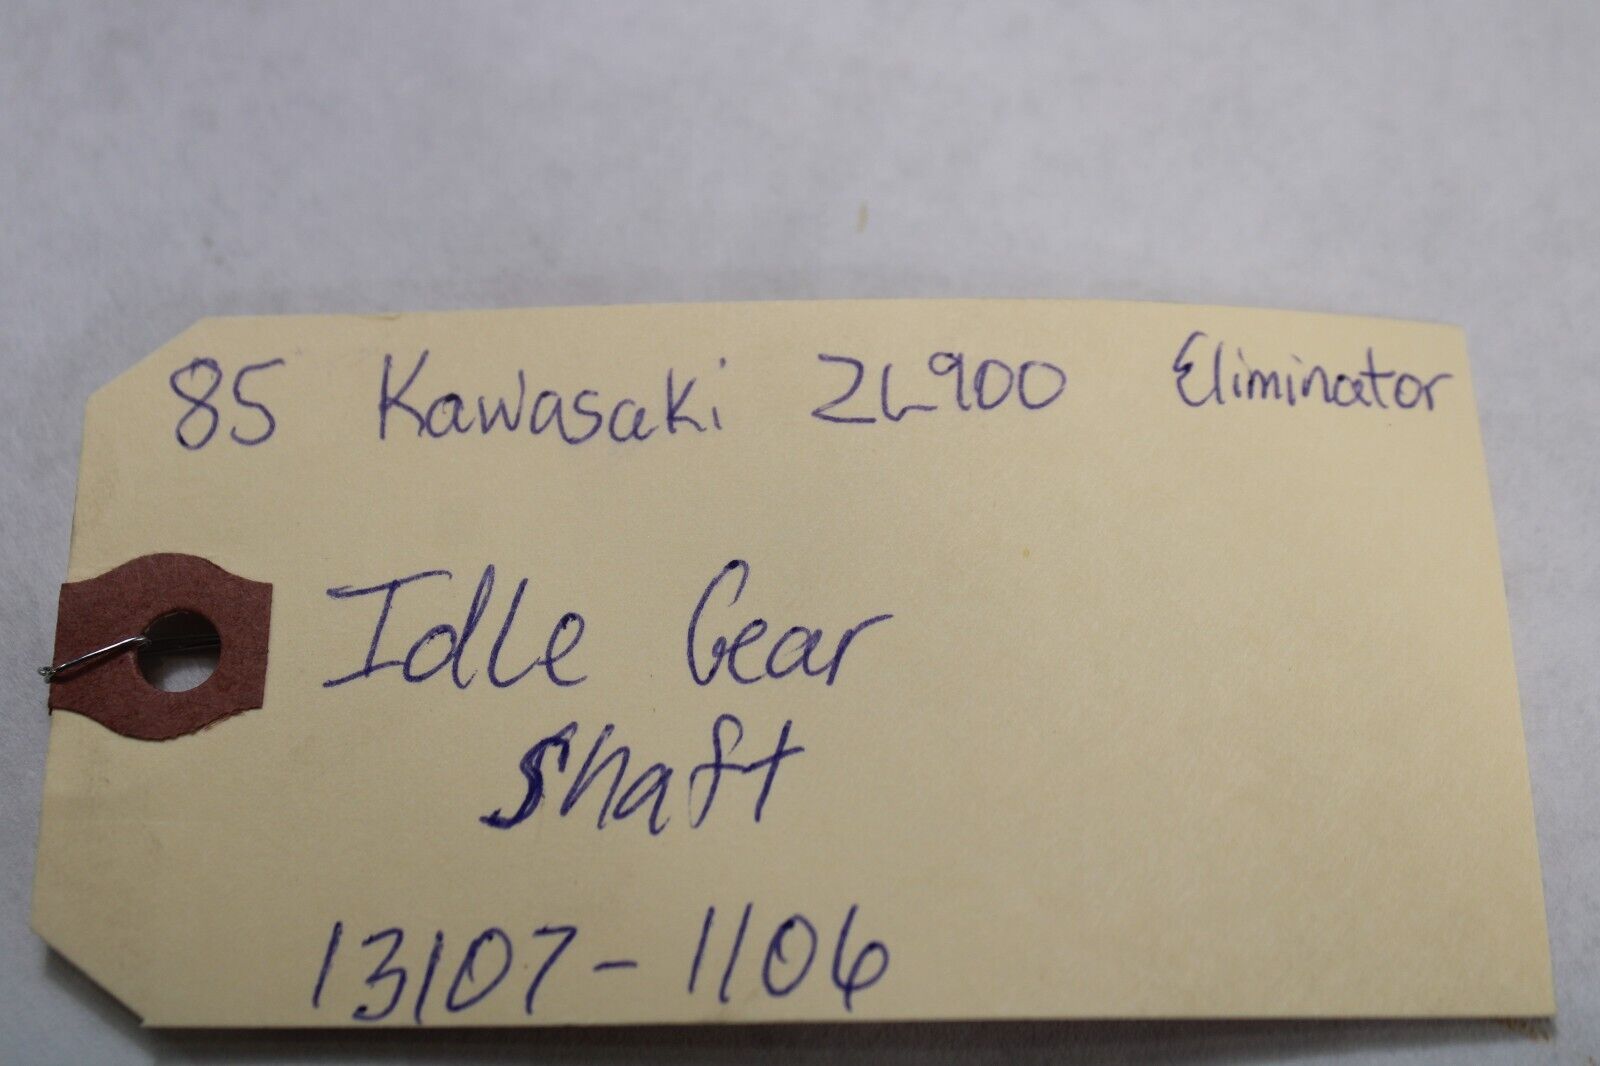 85 Kawasaki ZL900 Eliminator
Idle Gear
Shaft
13107-1106